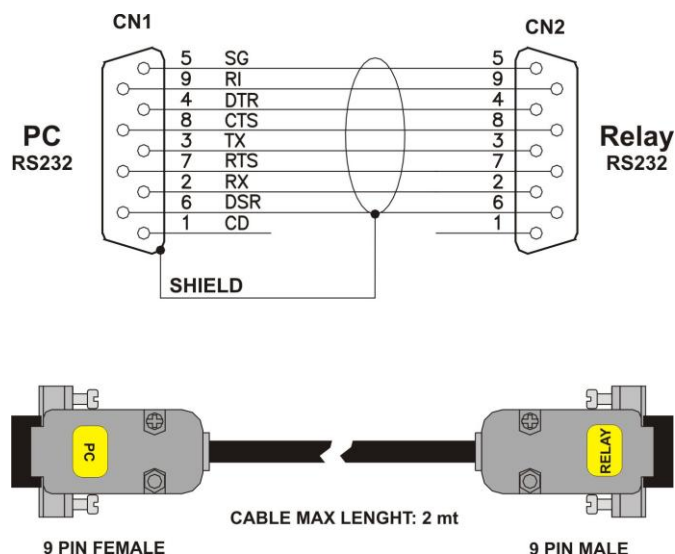 CN1
CN2
5 SG 5
9 RI 9
4 DTR 4
8 CTS 8
3 TX 3
7 RTS 7
2 RX 2
6 DSR 6
1 CD 1
PC
RS232
Relay
RS232
SHIELD
PC
RELAY
CABLE MAX LENGHT: 2 mt
9 PIN FEMALE
9 PIN MALE